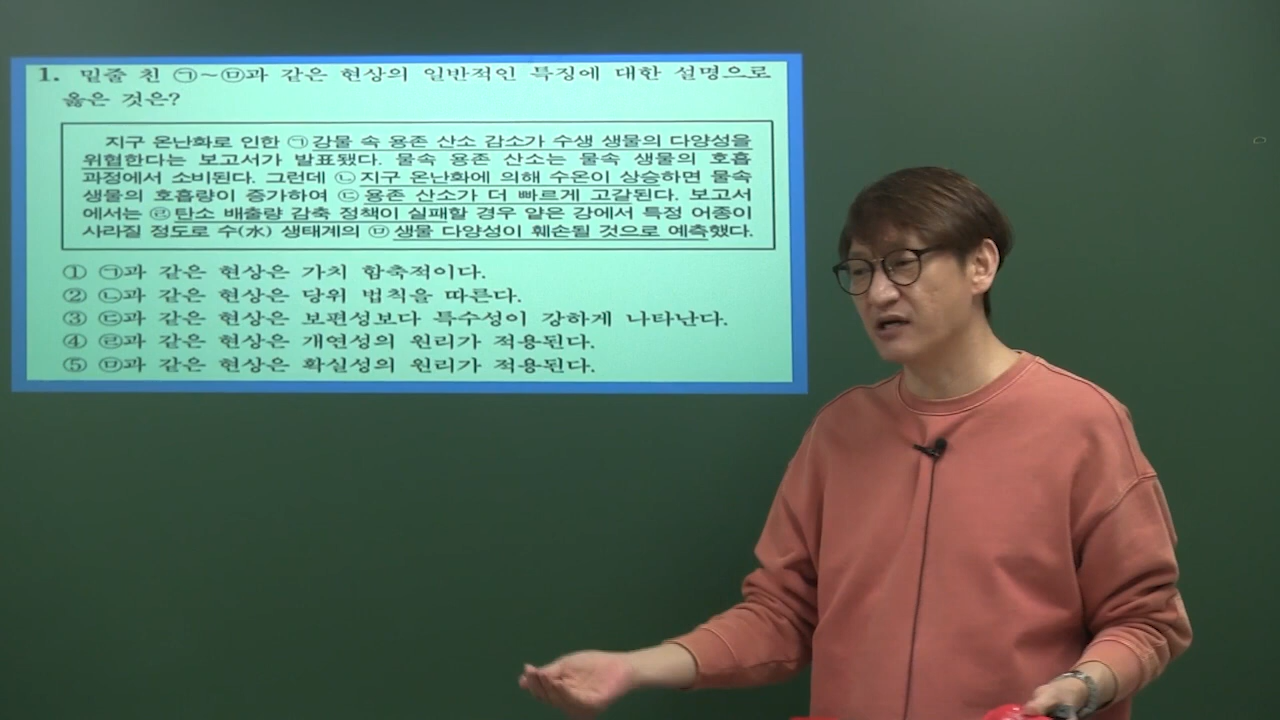 1. 밑줄 친 ㉠~㉤과 같은 현상의 일반적인 특징에 대한 설명으로
옳은 것은?
지구 온난화로 인한 ㉠강물 속 용존 산소 감소가 수생 생물의 다양성을
위협한다는 보고서가 발표됐다. 물속 용존 산소는 물속 생물의 호흡
과정에서 소비된다. 그런데 ㉡지구 온난화에 의해 수온이 상승하면 물속
생물의 호흡량이 증가하여 ㉢용존 산소가 더 빠르게 고갈된다. 보고서
에서는 ㉣탄소 배출량 감축 정책이 실패할 경우 얕은 강에서 특정 어종이
사라질 정도로 수(水) 생태계의 ㉤생물 다양성이 훼손될 것으로 예측했다.
① ㉠과 같은 현상은 가치 함축적이다.
② ㉡과 같은 현상은 당위 법칙을 따른다.
③ ㉢과 같은 현상은 보편성보다 특수성이 강하게 나타난다.
④ ㉣과 같은 현상은 개연성의 원리가 적용된다.
⑤ ㉤과 같은 현상은 확실성의 원리가 적용된다.